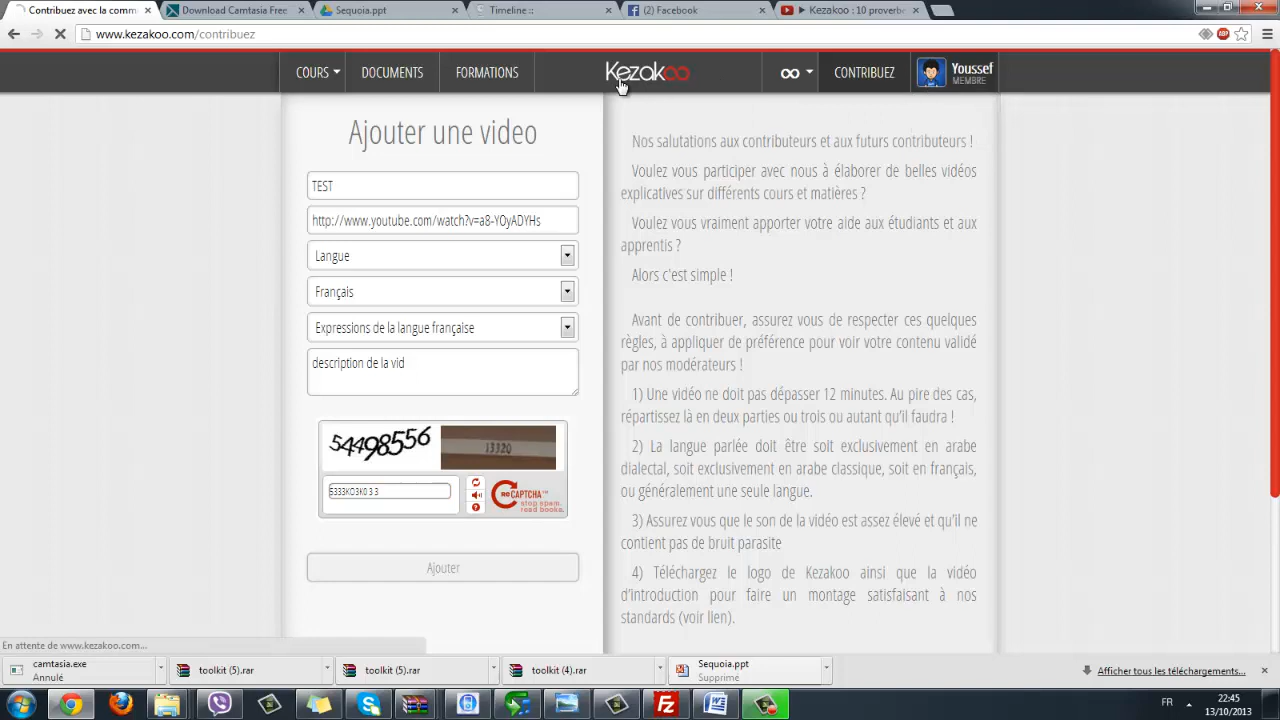 Contribuez avec la comm
Download Camtasia Free
Sequoia.ppt
Timeline ::
(2) Facebook
Kezakoo : 10 proverbe
www.kezakoo.com/contribuez
COURS
DOCUMENTS
FORMATIONS
Kezakoo
CONTRIBUEZ
Youssef
MEMBRE
Ajouter une video
TEST
http://www.youtube.com/watch?v=a8-YOyADYHs
Langue
Français
Expressions de la langue française
description de la vid
54498556
13320
5333KO3K0 3 3
reCAPTCHA™
stop spam.
read books.
Ajouter
Nos salutations aux contributeurs et aux futurs contributeurs !
Voulez vous participer avec nous à élaborer de belles vidéos
explicatives sur différents cours et matières ?
Voulez vous vraiment apporter votre aide aux étudiants et aux
apprentis ?
Alors c'est simple !
Avant de contribuer, assurez vous de respecter ces quelques
règles, à appliquer de préférence pour voir votre contenu validé
par nos modérateurs !
1) Une vidéo ne doit pas dépasser 12 minutes. Au pire des cas,
répartissez là en deux parties ou trois ou autant qu'il faudra !
2) La langue parlée doit être soit exclusivement en arabe
dialectal, soit exclusivement en arabe classique, soit en français,
ou généralement une seule langue.
3) Assurez vous que le son de la vidéo est assez élevé et qu'il ne
contient pas de bruit parasite
4) Téléchargez le logo de Kezakoo ainsi que la vidéo
d'introduction pour faire un montage satisfaisant à nos
standards (voir lien).
En attente de www.kezakoo.com...
camtasia.exe
Annulé
toolkit (5).rar
toolkit (5).rar
toolkit (4).rar
Sequoia.ppt
Supprimé
Afficher tous les téléchargements...
FR
22:45
13/10/2013